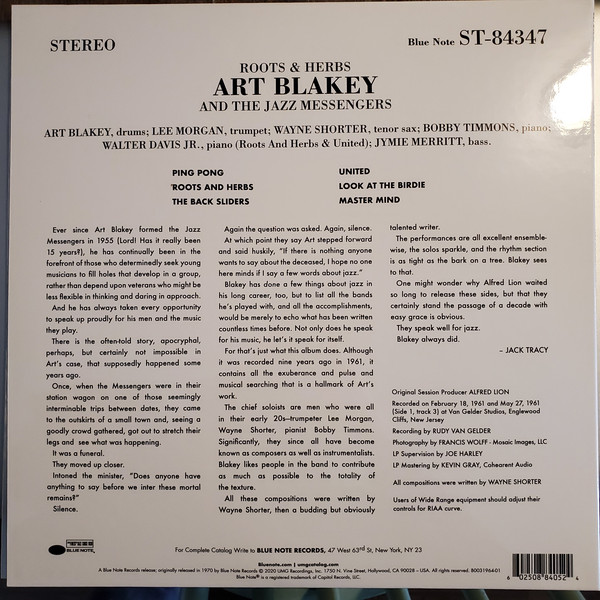 STEREO
Blue Note ST-84347
ROOTS & HERBS
ART BLAKEY
AND THE JAZZ MESSENGERS
ART BLAKEY, drums; LEE MORGAN, trumpet; WAYNE SHORTER, tenor sax; BOBBY TIMMONS, piano;
WALTER DAVIS JR., piano (Roots And Herbs & United); JYMIE MERRITT, bass.
PING PONG
ROOTS AND HERBS
THE BACK SLIDERS
UNITED
LOOK AT THE BIRDIE
MASTER MIND
Ever since Art Blakey formed the Jazz
Messengers in 1955 (Lord! Has it really been
15 years?), he has continually been in the
forefront of those who determinedly seek young
musicians to fill holes that develop in a group,
rather than depend upon veterans who might be
less flexible in thinking and daring in approach.
And he has always taken every opportunity
to speak up proudly for his men and the music
they play.
There is the often-told story, apocryphal,
perhaps, but certainly not impossible in
Art's case, that supposedly happened some
years ago.
Once, when the Messengers were in their
station wagon on one of those seemingly
interminable trips between dates, they came
to the outskirts of a small town and, seeing a
goodly crowd gathered, got out to stretch their
legs and see what was happening.
It was a funeral.
They moved up closer.
Intoned the minister, "Does anyone have
anything to say before we inter these mortal
remains?"
Silence.
Again the question was asked. Again, silence.
At which point they say Art stepped forward
and said huskily, "If there is nothing anyone
wants to say about the deceased, I hope no one
here minds if I say a few words about jazz."
Blakey has done a few things about jazz in
his long career, too, but to list all the bands
he's played with, and all the accomplishments,
would be merely to echo what has been written
countless times before. Not only does he speak
for his music, he let's it speak for itself.
For that's just what this album does. Although
it was recorded nine years ago in 1961, it
contains all the exuberance and pulse and
musical searching that is a hallmark of Art's
work.
The chief soloists are men who were all
in their early 20s—trumpeter Lee Morgan,
Wayne Shorter, pianist Bobby Timmons.
Significantly, they since all have become
known as composers as well as instrumentalists.
Blakey likes people in the band to contribute
as much as possible to the totality of
the texture.
All these compositions were written by
Wayne Shorter, then a budding but obviously
talented writer.
The performances are all excellent ensemble-
wise, the solos sparkle, and the rhythm section
is as tight as the bark on a tree. Blakey sees
to that.
One might wonder why Alfred Lion waited
so long to release these sides, but that they
certainly stand the passage of a decade with
easy grace is obvious.
They speak well for jazz.
Blakey always did.
– JACK TRACY
Original Session Producer ALFRED LION
Recorded on February 18, 1961 and May 27, 1961
(Side 1, track 3) at Van Gelder Studios, Englewood
Cliffs, New Jersey
Recording by RUDY VAN GELDER
Photography by FRANCIS WOLFF - Mosaic Images, LLC
LP Supervision by JOE HARLEY
LP Mastering by KEVIN GRAY, Cohearent Audio
All compositions were written by WAYNE SHORTER
Users of Wide Range equipment should adjust their
controls for RIAA curve.
BLUE NOTE
For Complete Catalog Write to BLUE NOTE RECORDS, 47 West 63rd St, New York, NY 23
Bluenote.com | umgcatalog.com
A Blue Note Records release; originally released in 1970 by Blue Note Records © 2020 UMG Recordings, Inc. 1750 N. Vine Street, Hollywood, CA 90028 – USA. All rights reserved. B0031964-01
Blue Note® is a registered trademark of Capitol Records, LLC.
6 02508 84052 4